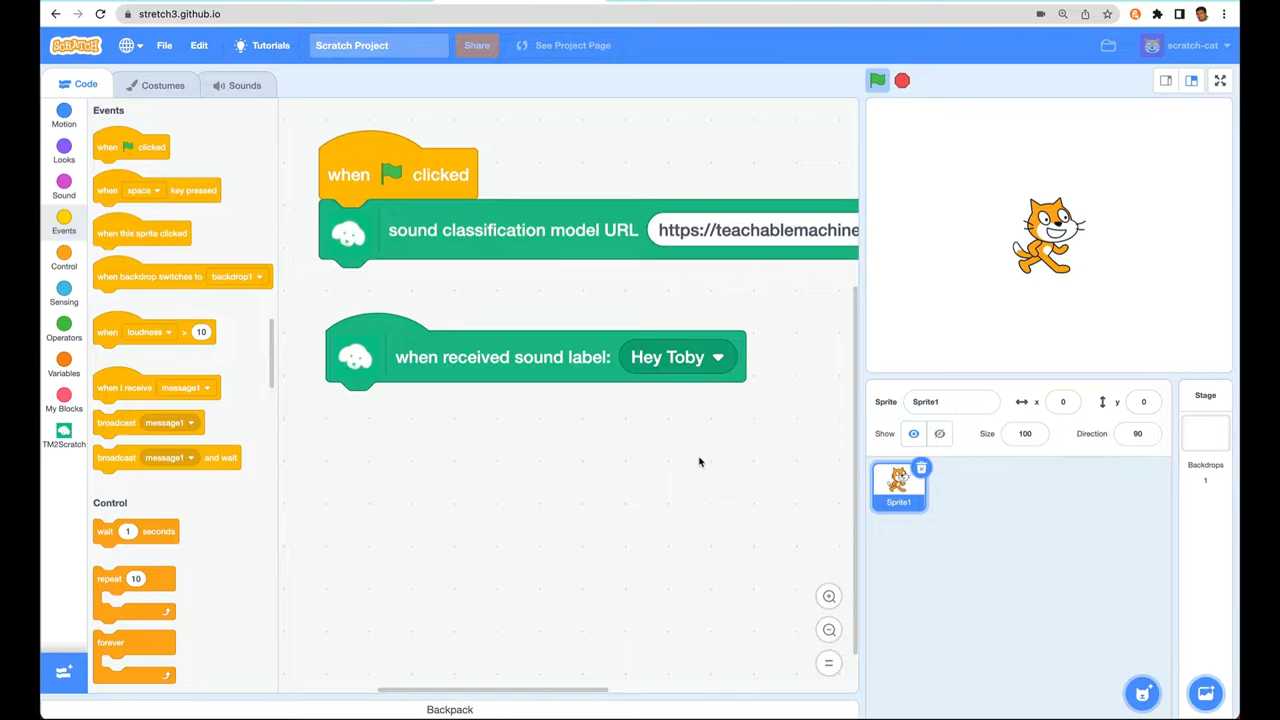 stretch3.github.io
SCRATCH
File
Edit
Tutorials
Scratch Project
Share
See Project Page
scratch-cat
Code
Costumes
Sounds
Motion
Looks
Sound
Events
Control
Sensing
Operators
Variables
My Blocks
TM2Scratch
Events
when clicked
when space key pressed
when this sprite clicked
when backdrop switches to backdrop1
when loudness > 10
when I receive message1
broadcast message1
broadcast message1 and wait
Control
wait 1 seconds
repeat 10
forever
when clicked
sound classification model URL https://teachablemachine
when received sound label: Hey Toby
Sprite Sprite1 x 0 y 0
Show Size 100 Direction 90
Sprite1
Stage
Backdrops
1
Backpack